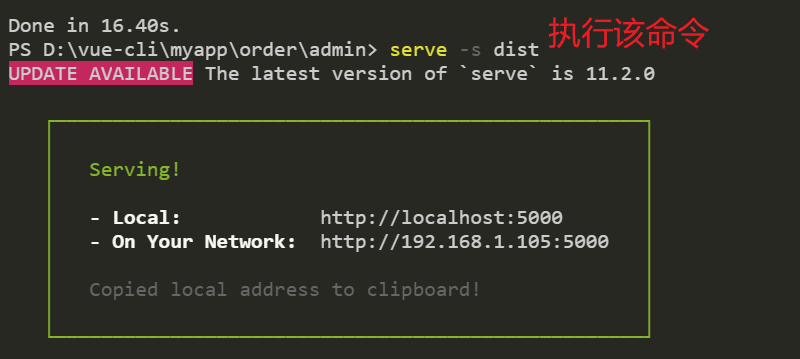 Done in 16.40s.
PS D:\vue-cli\myapp\order\admin> serve -s dist 执行该命令
UPDATE AVAILABLE The latest version of `serve` is 11.2.0
Serving!
- Local: http://localhost:5000
- On Your Network: http://192.168.1.105:5000
Copied local address to clipboard!